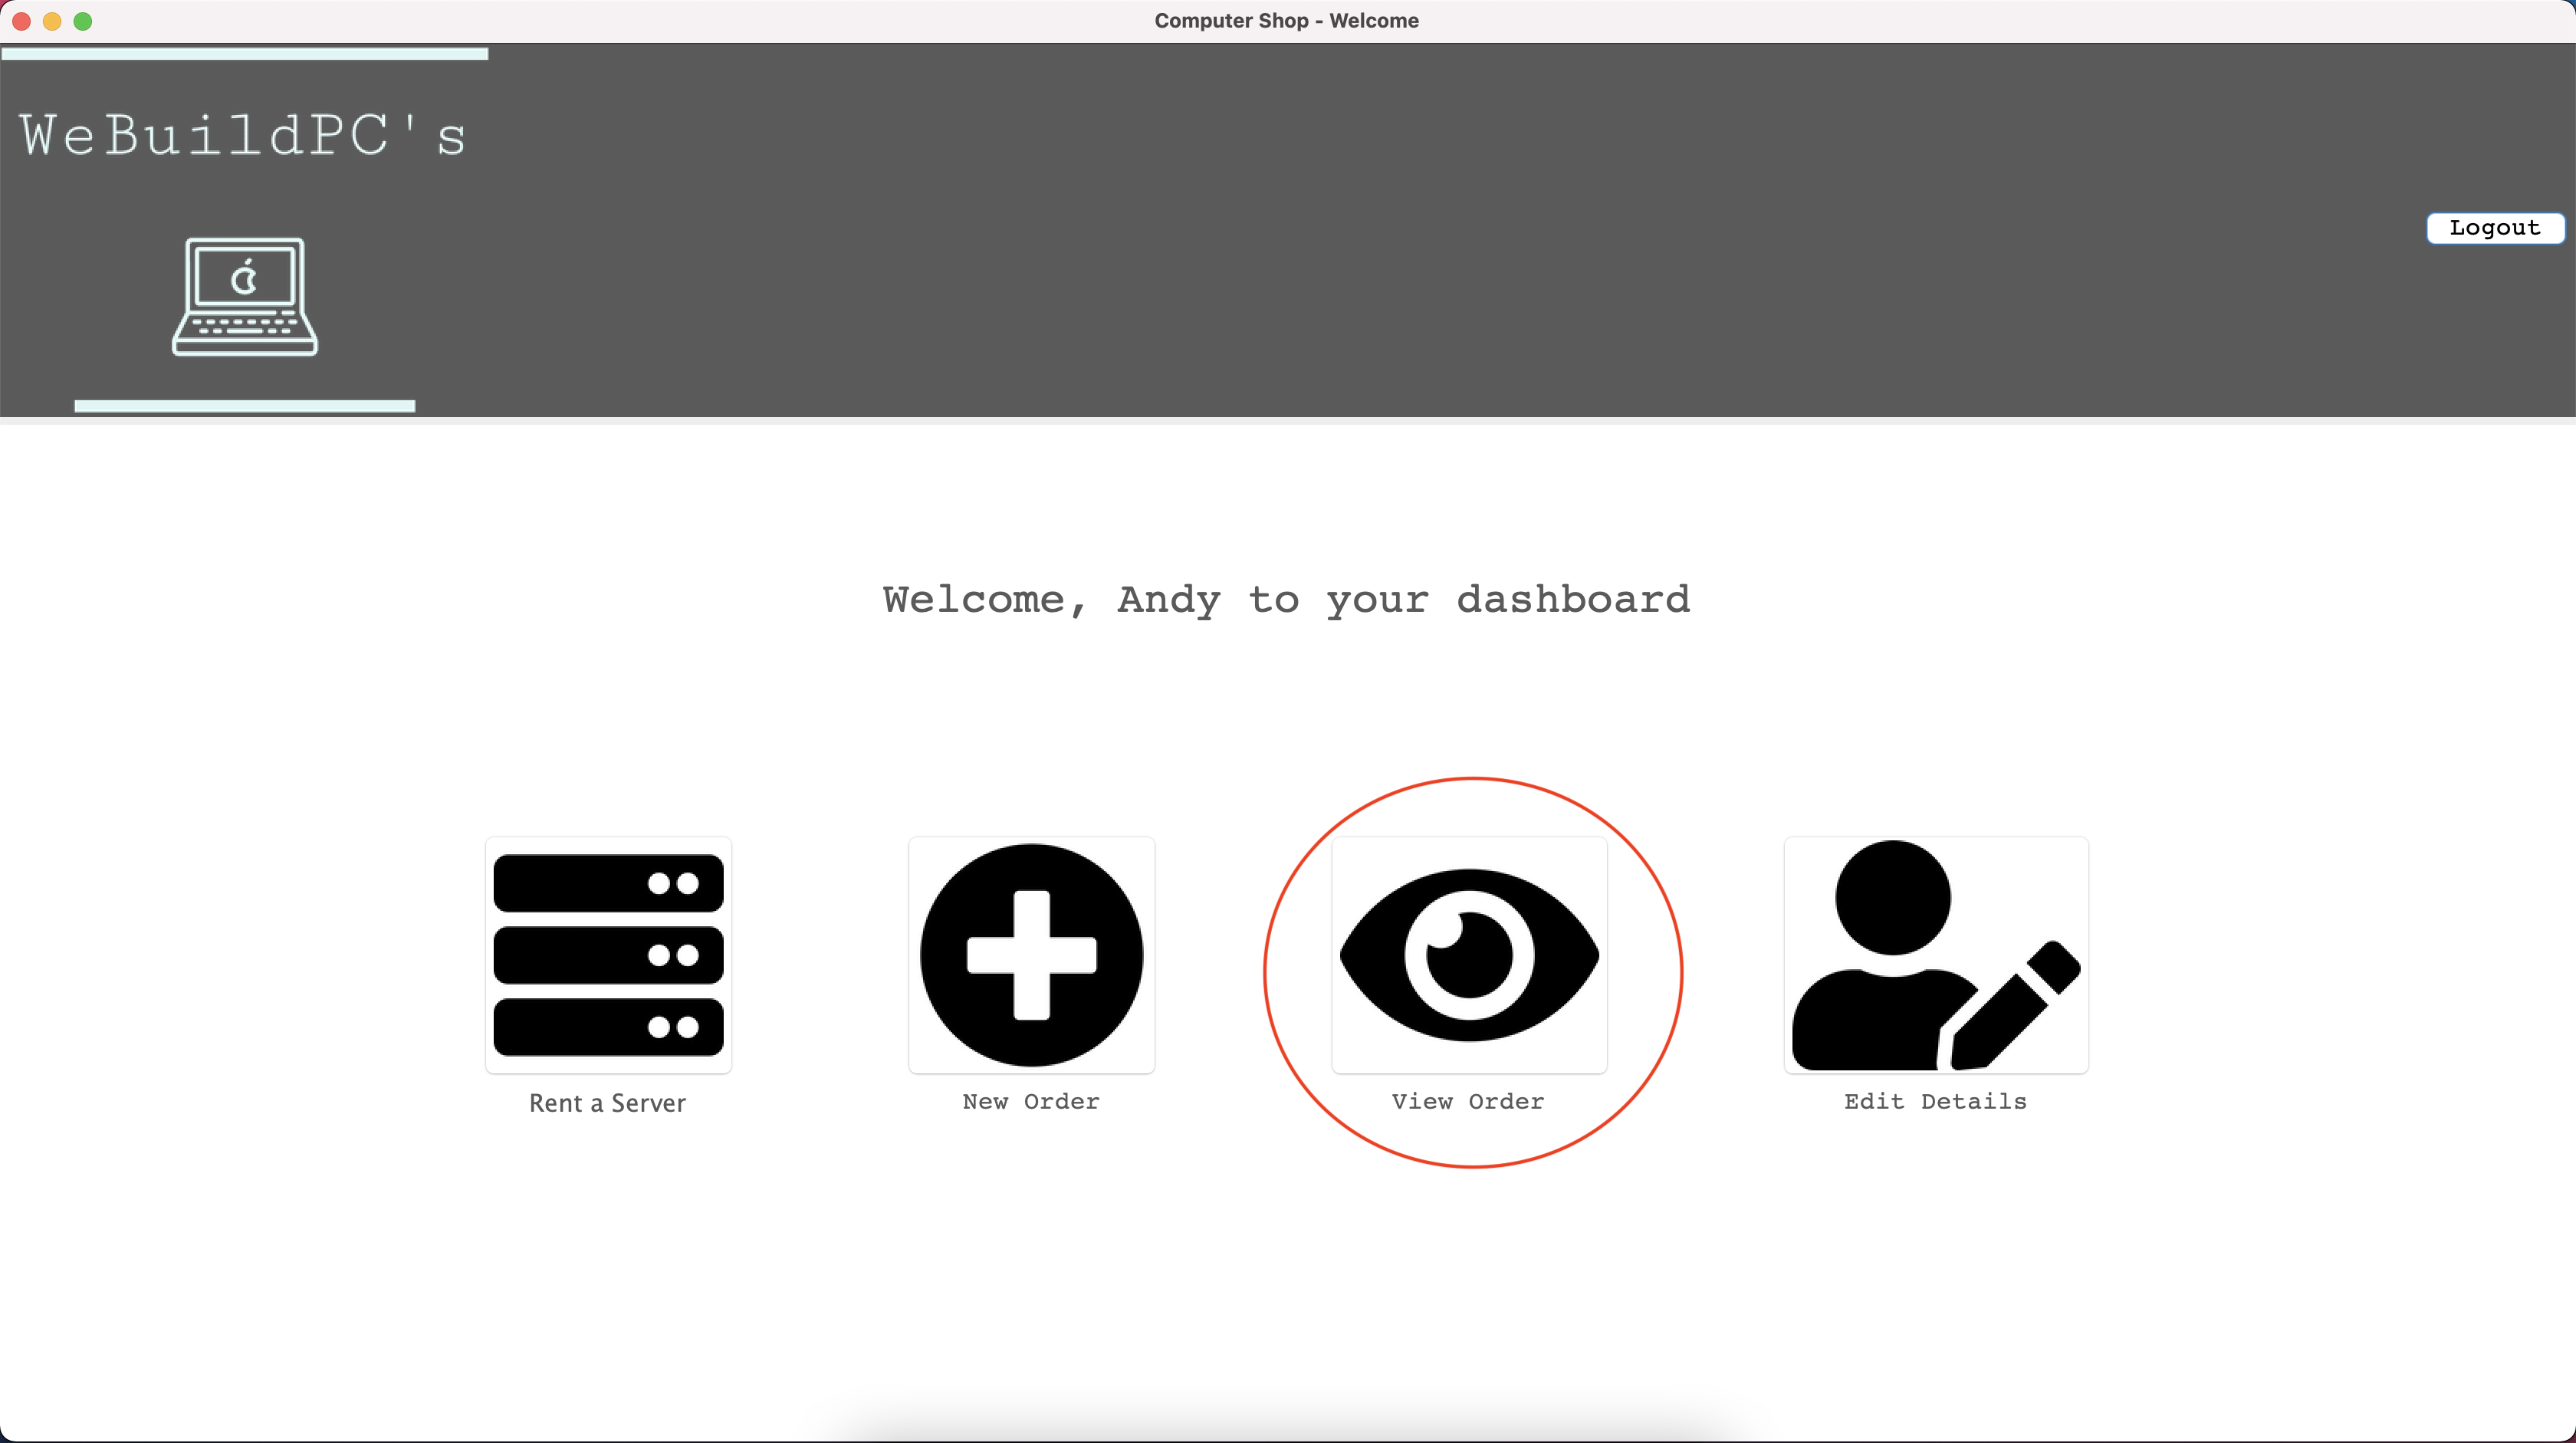 Computer Shop - Welcome
WeBuildPC's
Logout
Welcome, Andy to your dashboard
Rent a Server
New Order
View Order
Edit Details